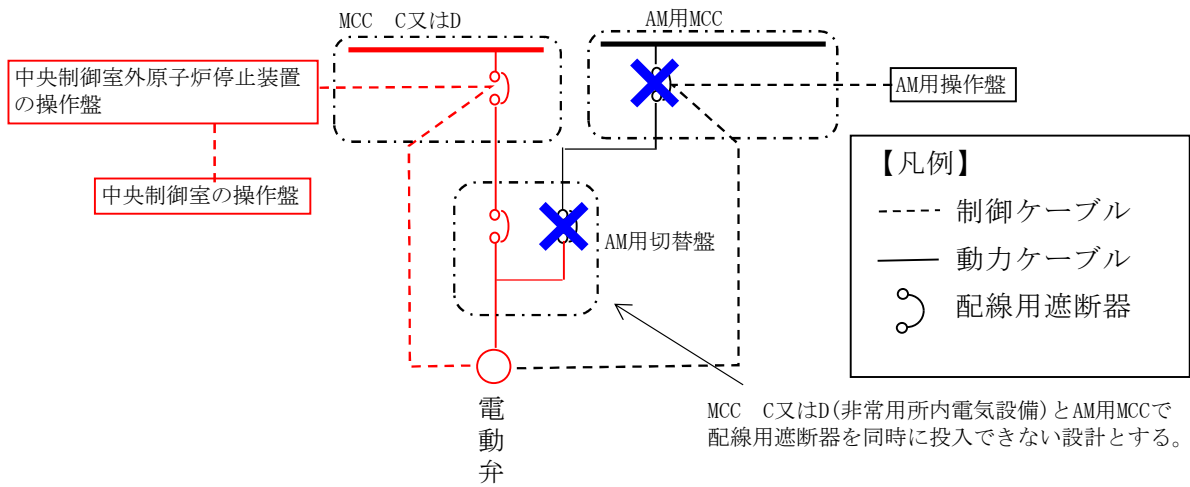 MCC　C又はD
AM用MCC
中央制御室外原子炉停止装置
の操作盤
AM用操作盤
中央制御室の操作盤
AM用切替盤
【凡例】
制御ケーブル
動力ケーブル
配線用遮断器
電動弁
MCC　C又はD(非常用所内電気設備)とAM用MCCで
配線用遮断器を同時に投入できない設計とする。